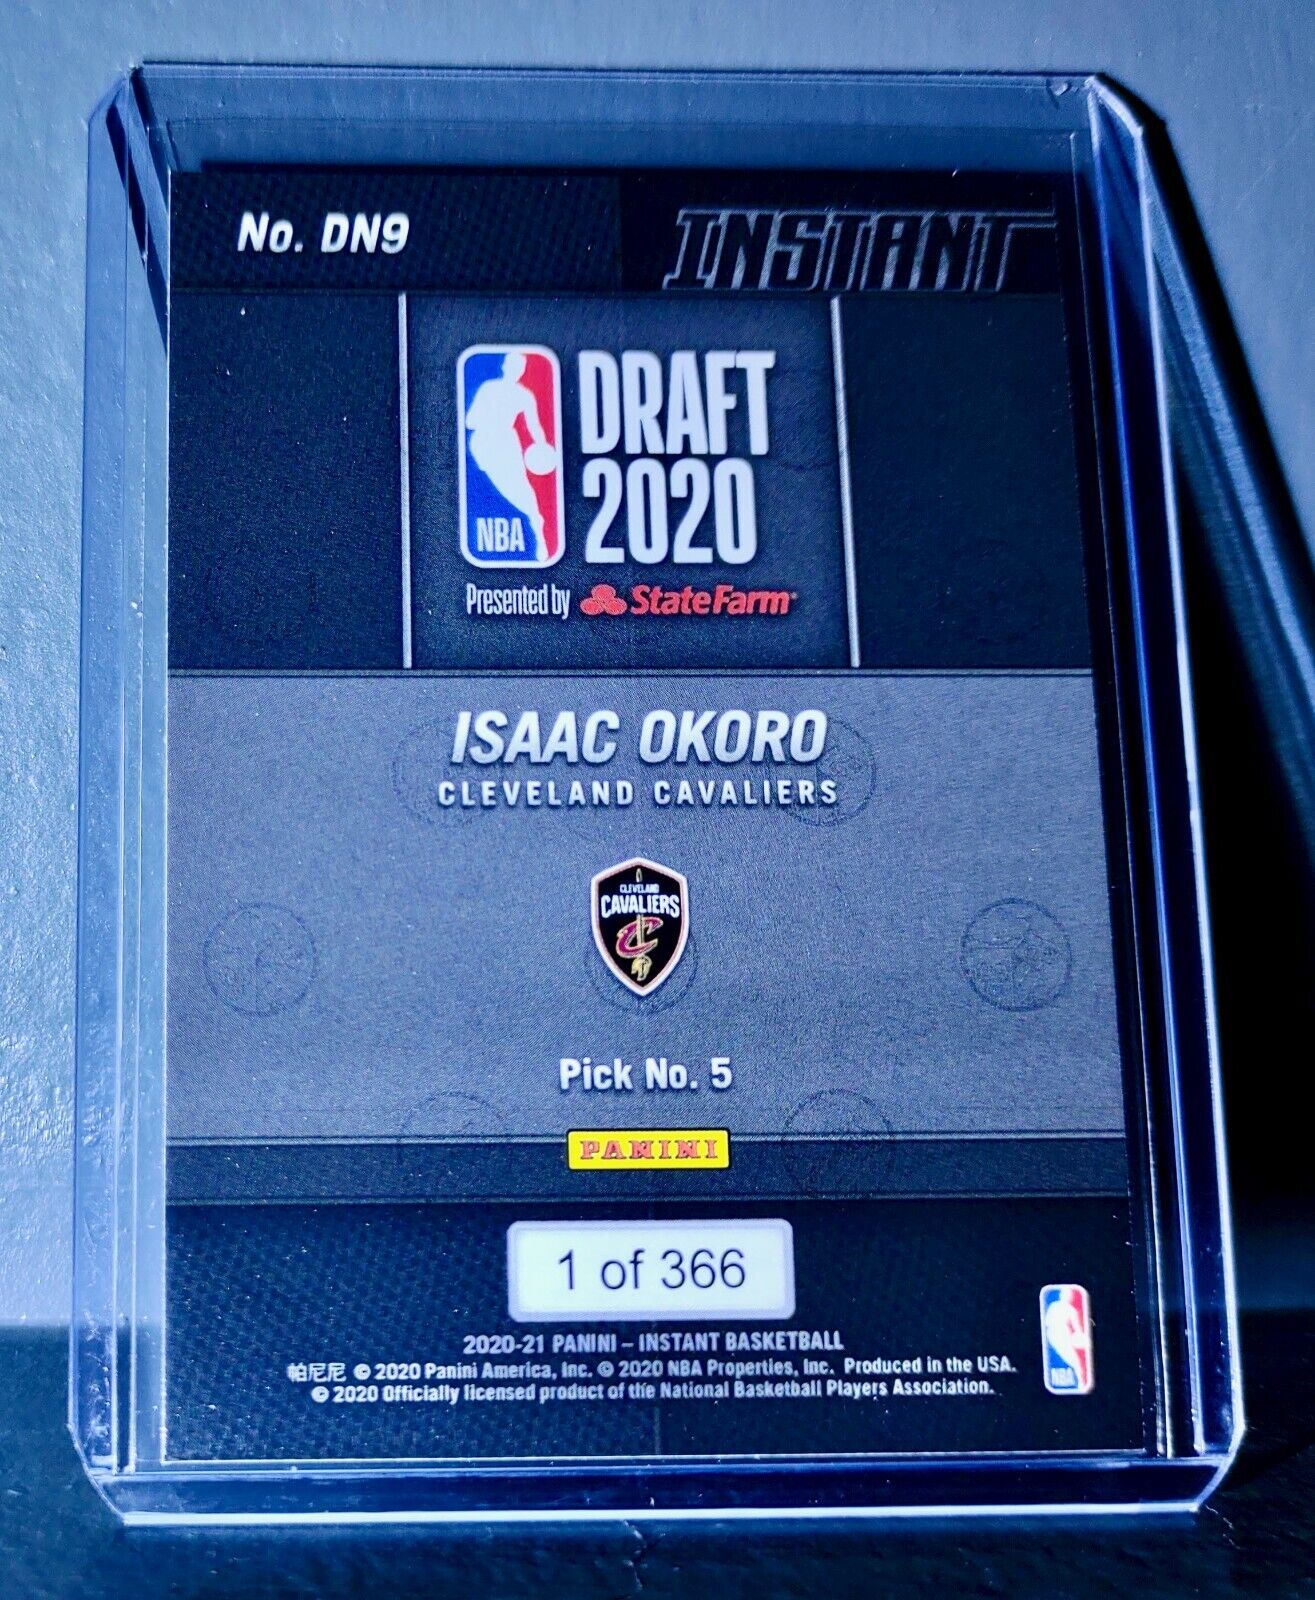 No. DN9
INSTANT
DRAFT
2020
NBA
Presented by StateFarm
ISAAC OKORO
CLEVELAND CAVALIERS
CLEVELAND
CAVALIERS
C
Pick No. 5
PANINI
1 of 366
2020-21 PANINI – INSTANT BASKETBALL
帕尼尼 © 2020 Panini America, Inc. © 2020 NBA Properties, Inc. Produced in the USA.
© 2020 Officially licensed product of the National Basketball Players Association.
NBA